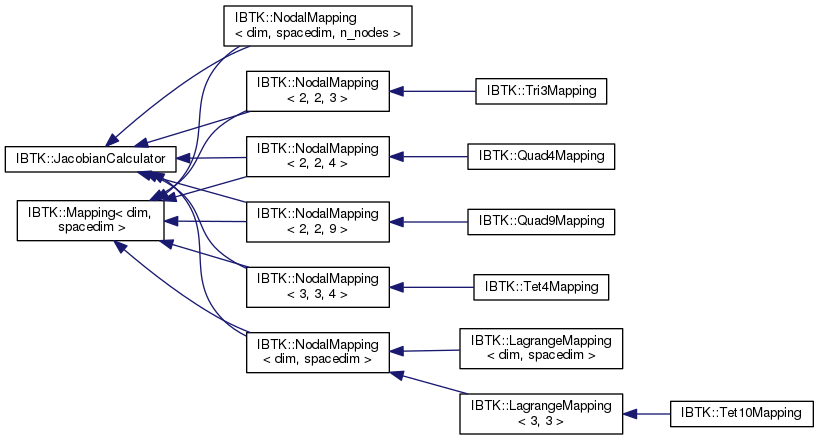 IBTK::NodalMapping
< dim, spacedim, n_nodes >
IBTK::NodalMapping
< 2, 2, 3 >
IBTK::Tri3Mapping
IBTK::JacobianCalculator
IBTK::NodalMapping
< 2, 2, 4 >
IBTK::Quad4Mapping
IBTK::Mapping< dim,
spacedim >
IBTK::NodalMapping
< 2, 2, 9 >
IBTK::Quad9Mapping
IBTK::NodalMapping
< 3, 3, 4 >
IBTK::Tet4Mapping
IBTK::NodalMapping
< dim, spacedim >
IBTK::LagrangeMapping
< dim, spacedim >
IBTK::LagrangeMapping
< 3, 3 >
IBTK::Tet10Mapping